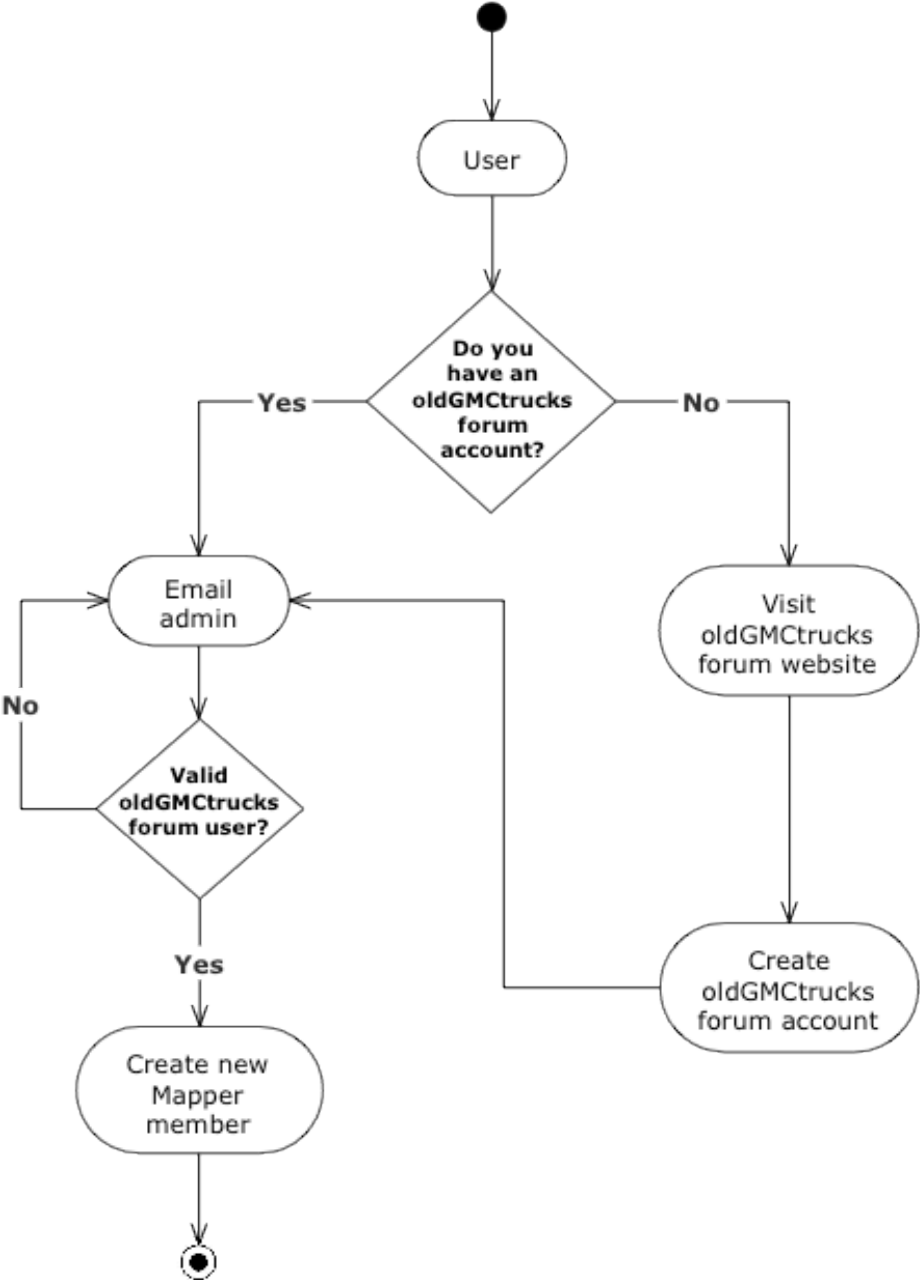 User
Do you
have an
oldGMCtrucks
forum
account?
Yes
No
Email
admin
Visit
oldGMCtrucks
forum website
No
Valid
oldGMCtrucks
forum user?
Yes
Create
oldGMCtrucks
forum account
Create new
Mapper
member